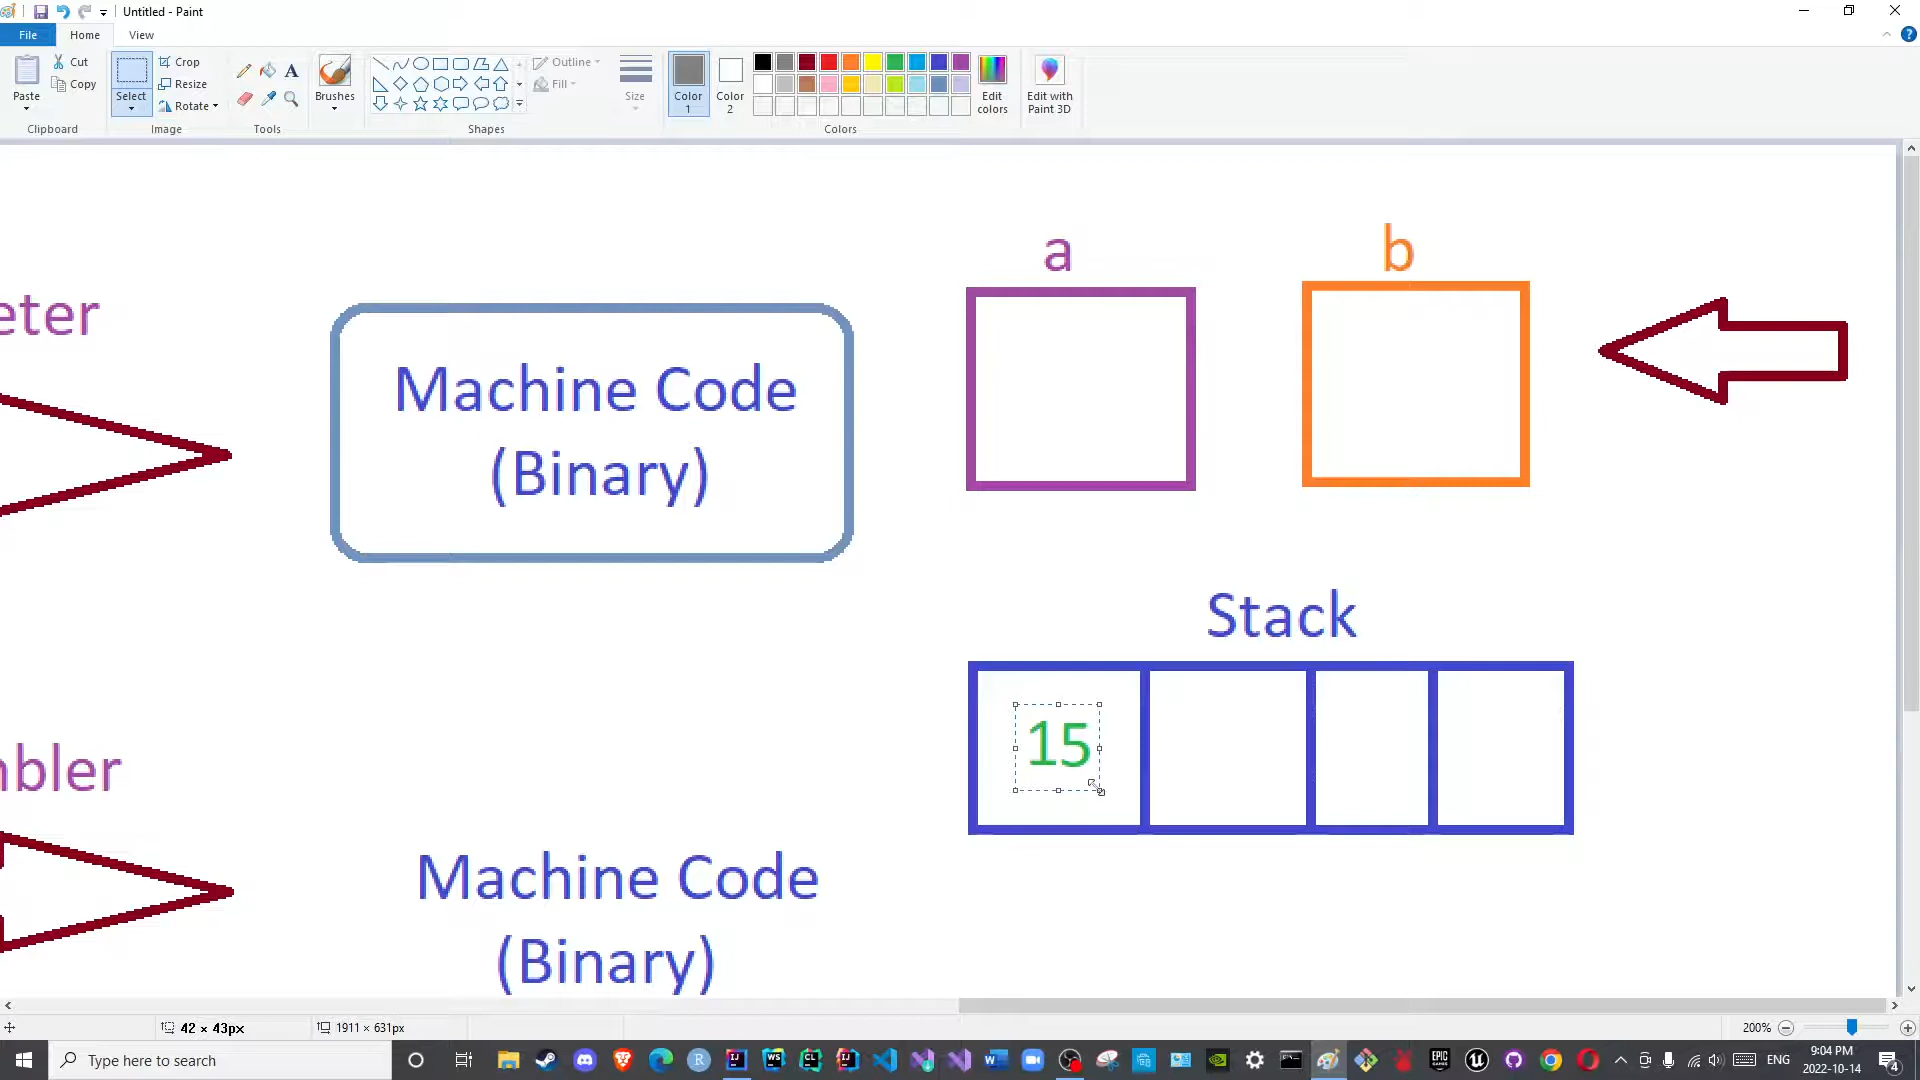 Untitled - Paint
File Home View
Paste
Cut
Copy
Clipboard
Select
Crop
Resize
Rotate
Image
A
Tools
Brushes
Shapes
Outline
Fill
Size
Color 1
Color 2
Edit colors
Colors
Edit with Paint 3D
eter
Machine Code
(Binary)
a
b
Stack
15
nbler
Machine Code
(Binary)
42 × 43px
1911 × 631px
200%
Type here to search
ENG
9:04 PM
2022-10-14